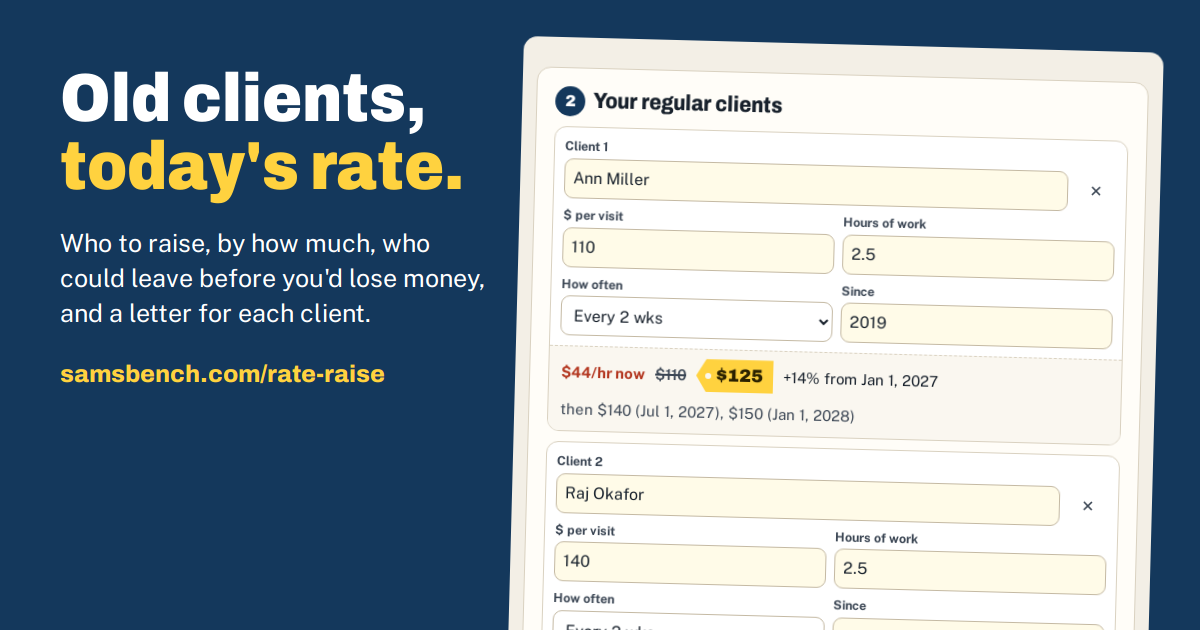 Old clients,
today's rate.
Who to raise, by how much, who
could leave before you'd lose money,
and a letter for each client.
samsbench.com/rate-raise
2 Your regular clients
Client 1
Ann Miller ×
$ per visit Hours of work
110 2.5
How often Since
Every 2 wks 2019
$44/hr now $110 $125 +14% from Jan 1, 2027
then $140 (Jul 1, 2027), $150 (Jan 1, 2028)
Client 2
Raj Okafor ×
$ per visit Hours of work
140 2.5
How often Since
Every 2 wks